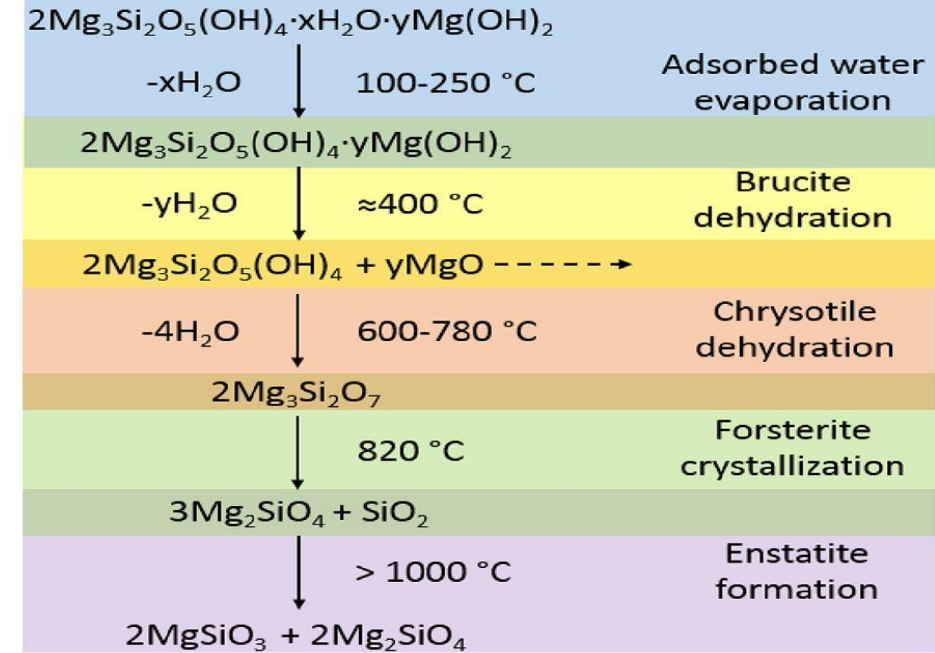 2Mg₃Si₂O₅(OH)₄·xH₂O·yMg(OH)₂
-xH₂O 100-250 °C Adsorbed water
evaporation
2Mg₃Si₂O₅(OH)₄·yMg(OH)₂
-yH₂O ≈400 °C Brucite
dehydration
2Mg₃Si₂O₅(OH)₄ + yMgO
-4H₂O 600-780 °C Chrysotile
dehydration
2Mg₃Si₂O₇
820 °C Forsterite
crystallization
3Mg₂SiO₄ + SiO₂
> 1000 °C Enstatite
formation
2MgSiO₃ + 2Mg₂SiO₄